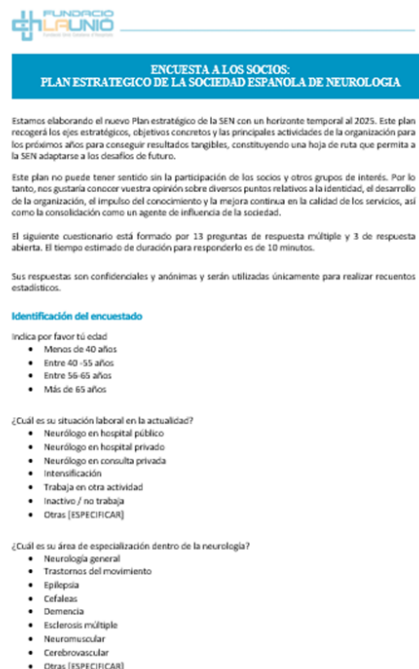 FUNDACIÓ
LAUNIÓ
ENCUESTA A LOS SOCIOS:
PLAN ESTRATEGICO DE LA SOCIEDAD ESPAÑOLA DE NEUROLOGIA
Estamos elaborando el nuevo Plan estratégico de la SEN con un horizonte temporal al 2025. Este plan
recogerá los ejes estratégicos, objetivos concretos y las principales actividades de la organización para
los próximos años para conseguir resultados tangibles, constituyendo una hoja de ruta que permita a
la SEN adaptarse a los desafíos de futuro.
Este plan no puede tener sentido sin la participación de los socios y otros grupos de interés. Por lo
tanto, nos gustaría conocer vuestra opinión sobre diversos puntos relativos a la identidad, el desarrollo
de la organización, el impulso del conocimiento y la mejora continua en la calidad de los servicios, así
como la consolidación como un agente de influencia de la sociedad.
El siguiente cuestionario está formado por 13 preguntas de respuesta múltiple y 3 de respuesta
abierta. El tiempo estimado de duración para responderlo es de 10 minutos.
Sus respuestas son confidenciales y anónimas y serán utilizadas únicamente para realizar recuentos
estadísticos.
Identificación del encuestado
Indica por favor tú edad
• Menos de 40 años
• Entre 40 -55 años
• Entre 56-65 años
• Más de 65 años
¿Cuál es su situación laboral en la actualidad?
• Neurólogo en hospital público
• Neurólogo en hospital privado
• Neurólogo en consulta privada
• Intensificación
• Trabaja en otra actividad
• Inactivo / no trabaja
• Otras [ESPECIFICAR]
¿Cuál es su área de especialización dentro de la neurología?
• Neurología general
• Trastornos del movimiento
• Epilepsia
• Cefaleas
• Demencia
• Esclerosis múltiple
• Neuromuscular
• Cerebrovascular
• Otras [ESPECIFICAR]